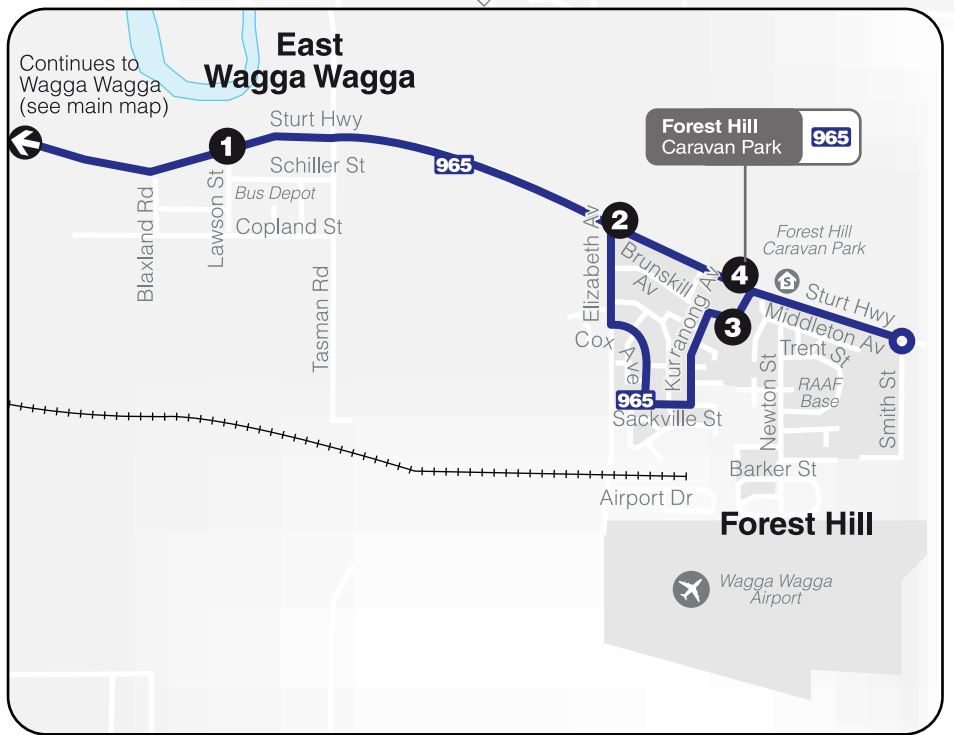 East
Wagga Wagga
Continues to
Wagga Wagga
(see main map)
Sturt Hwy
1
Schiller St
965
Forest Hill
Caravan Park
965
Bus Depot
Blaxland Rd
Lawson St
Copland St
Tasman Rd
2
Elizabeth Av
Brunskill
Av
Forest Hill
Caravan Park
S
4
Sturt Hwy
3
Middleton Av
Kurranong Av
Cox
Ave
Trent St
RAAF
Base
Newton St
Smith St
965
Sackville St
Barker St
Airport Dr
Forest Hill
Wagga Wagga
Airport